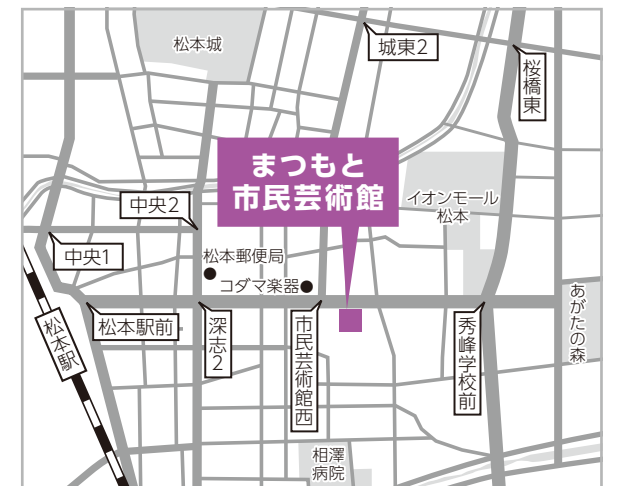 松本城
城東2
桜橋東
まつもと
市民芸術館
イオンモール
松本
中央2
中央1
松本郵便局
コダマ楽器
松本駅
松本駅前
深志2
市民芸術館西
秀峰学校前
あがたの森
相澤
病院